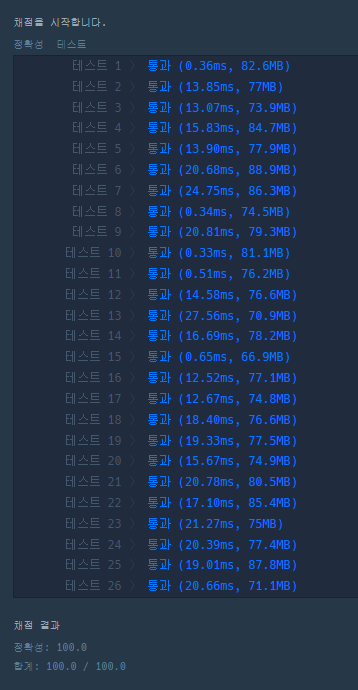 채점을 시작합니다.
정확성 테스트
테스트 1 〉 통과 (0.36ms, 82.6MB)
테스트 2 〉 통과 (13.85ms, 77MB)
테스트 3 〉 통과 (13.07ms, 73.9MB)
테스트 4 〉 통과 (15.83ms, 84.7MB)
테스트 5 〉 통과 (13.90ms, 77.9MB)
테스트 6 〉 통과 (20.68ms, 88.9MB)
테스트 7 〉 통과 (24.75ms, 86.3MB)
테스트 8 〉 통과 (0.34ms, 74.5MB)
테스트 9 〉 통과 (20.81ms, 79.3MB)
테스트 10 〉 통과 (0.33ms, 81.1MB)
테스트 11 〉 통과 (0.51ms, 76.2MB)
테스트 12 〉 통과 (14.58ms, 76.6MB)
테스트 13 〉 통과 (27.56ms, 70.9MB)
테스트 14 〉 통과 (16.69ms, 78.2MB)
테스트 15 〉 통과 (0.65ms, 66.9MB)
테스트 16 〉 통과 (12.52ms, 77.1MB)
테스트 17 〉 통과 (12.67ms, 74.8MB)
테스트 18 〉 통과 (18.40ms, 76.6MB)
테스트 19 〉 통과 (19.33ms, 77.5MB)
테스트 20 〉 통과 (15.67ms, 74.9MB)
테스트 21 〉 통과 (20.78ms, 80.5MB)
테스트 22 〉 통과 (17.10ms, 85.4MB)
테스트 23 〉 통과 (21.27ms, 75MB)
테스트 24 〉 통과 (20.39ms, 77.4MB)
테스트 25 〉 통과 (19.01ms, 87.8MB)
테스트 26 〉 통과 (20.66ms, 71.1MB)
채점 결과
정확성: 100.0
합계: 100.0 / 100.0